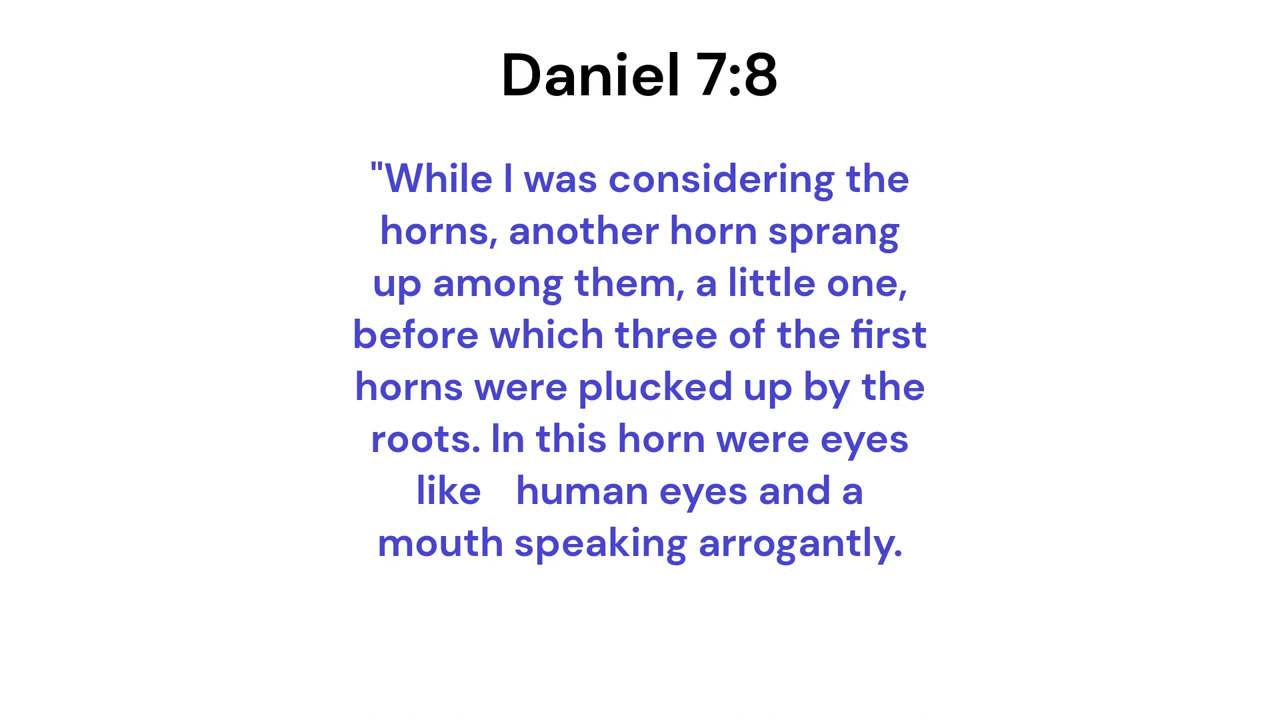 Daniel 7:8
"While I was considering the
horns, another horn sprang
up among them, a little one,
before which three of the first
horns were plucked up by the
roots. In this horn were eyes
like   human eyes and a
mouth speaking arrogantly.